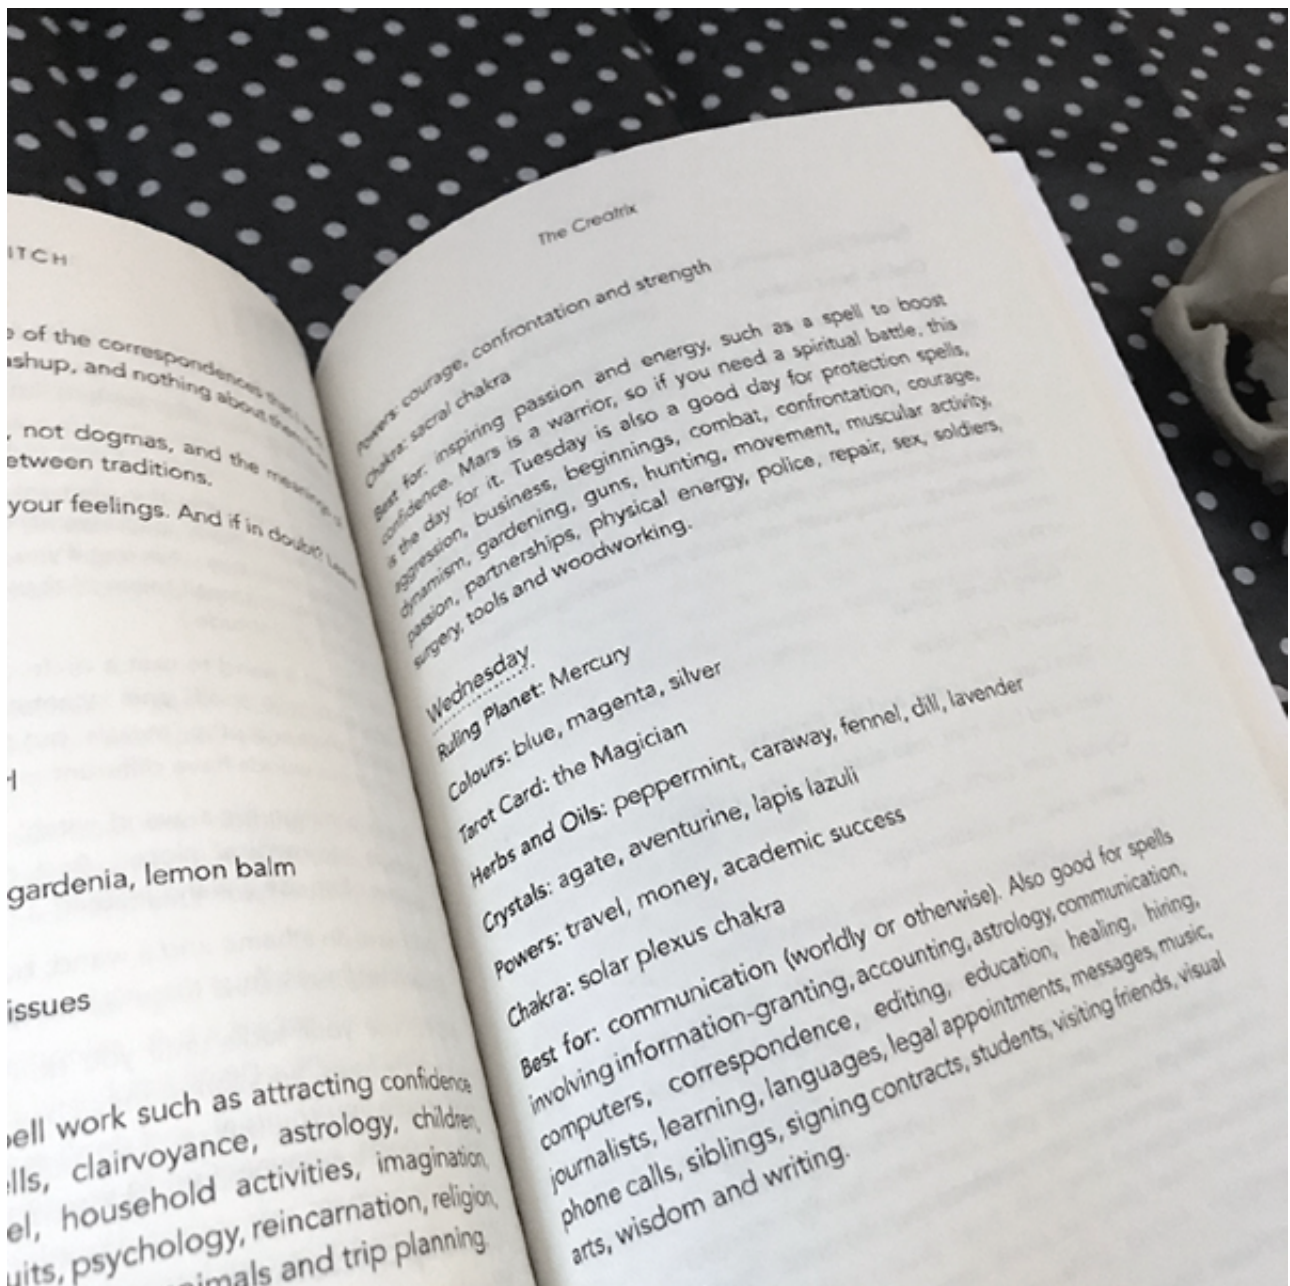 ITCH
of the correspondences
ashup, and nothing about
, not dogmas, and the meaning
etween traditions.
your feelings. And if in doubt?
gardenia, lemon balm
issues
ell work such as attracting confidence
lls, clairvoyance, astrology, children,
el, household activities, imagination,
uits, psychology, reincarnation, religion,
nimals and trip planning.
The Creatrix
Powers: courage, confrontation and strength
Chakra: sacral chakra
Best for: inspiring passion and energy, such as a spell to boost
confidence. Mars is a warrior, so if you need a spiritual battle, this
is the day for it. Tuesday is also a good day for protection spells,
aggression, business, beginnings, combat, confrontation, courage,
dynamism, gardening, guns, hunting, movement, muscular activity,
passion, partnerships, physical energy, police, repair, sex, soldiers,
surgery, tools and woodworking.
Wednesday
Ruling Planet: Mercury
Colours: blue, magenta, silver
Tarot Card: the Magician
Herbs and Oils: peppermint, caraway, fennel, dill, lavender
Crystals: agate, aventurine, lapis lazuli
Powers: travel, money, academic success
Chakra: solar plexus chakra
Best for: communication (worldly or otherwise). Also good for spells
involving information-granting, accounting, astrology, communication,
computers, correspondence, editing, education, healing, hiring,
journalists, learning, languages, legal appointments, messages, music,
phone calls, siblings, signing contracts, students, visiting friends, visual
arts, wisdom and writing.